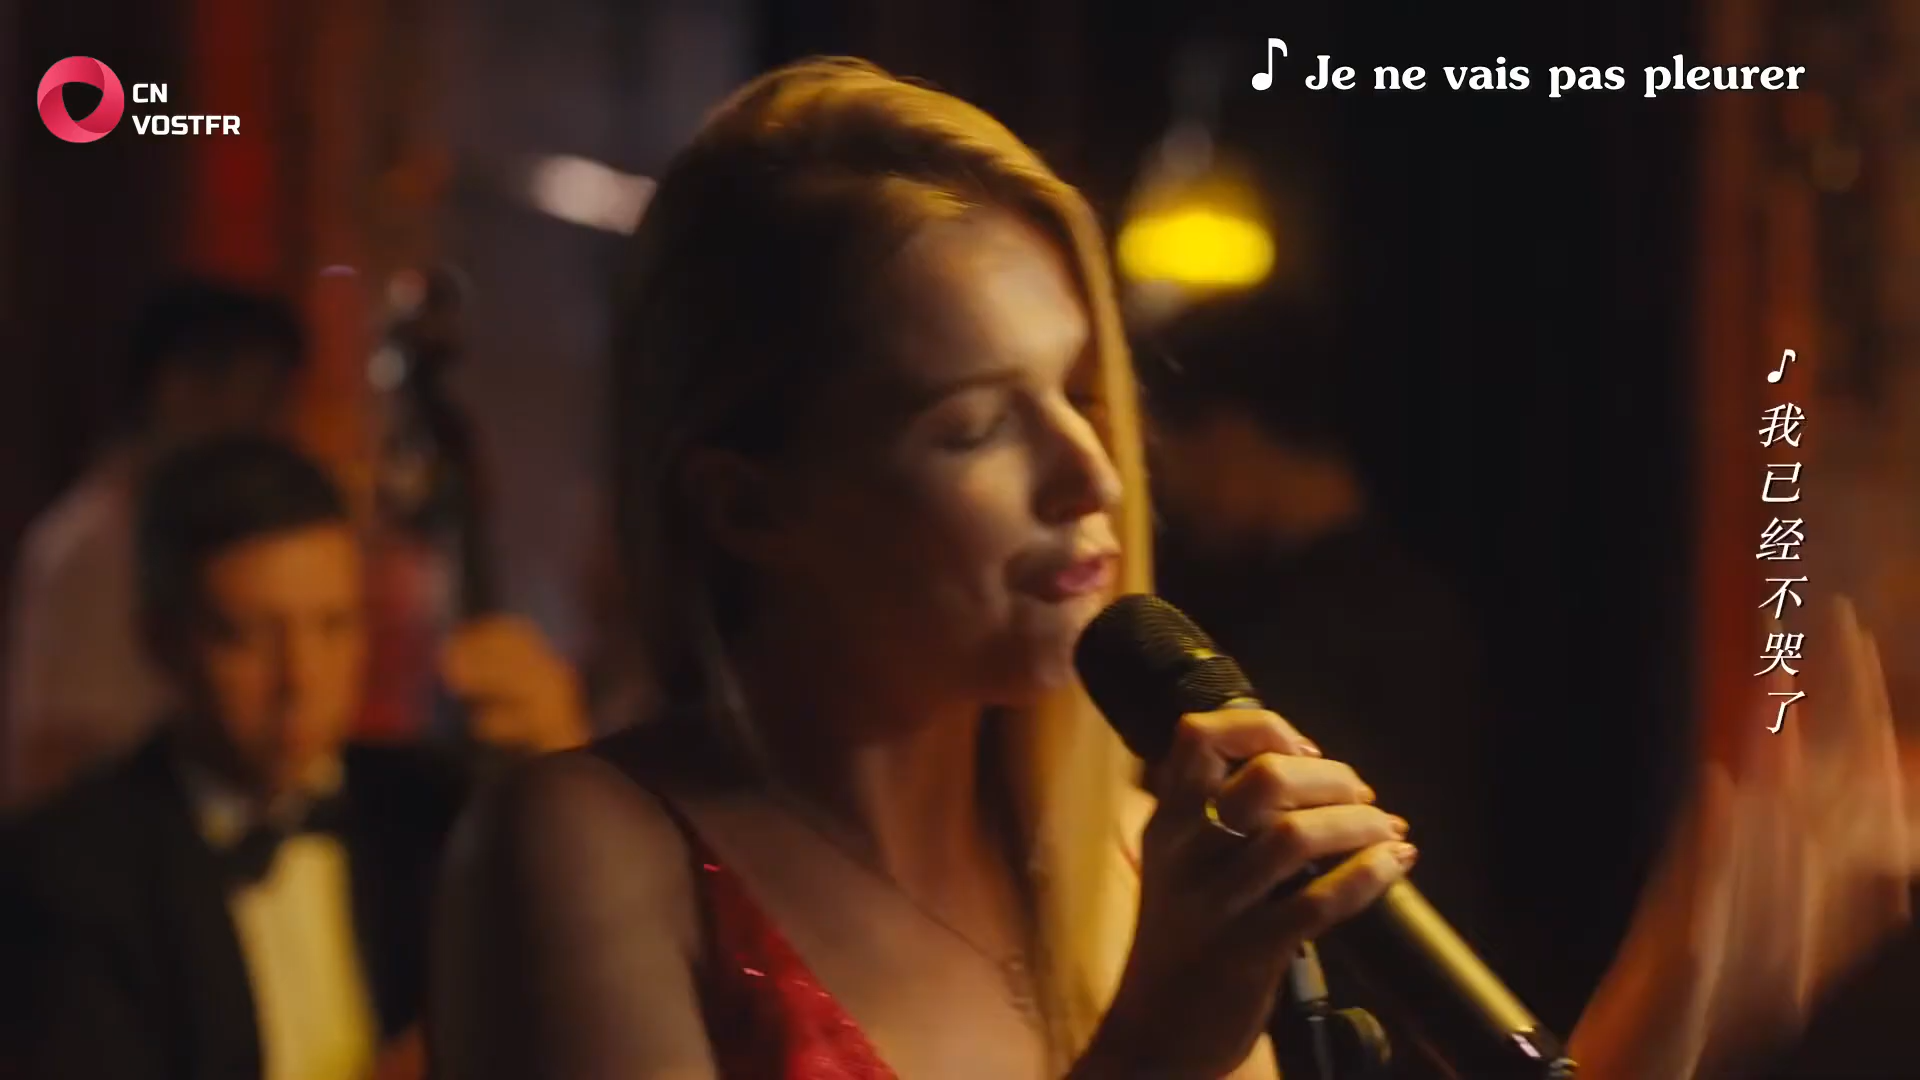 CN
VOSTFR
♪ Je ne vais pas pleurer
♪我已经不哭了